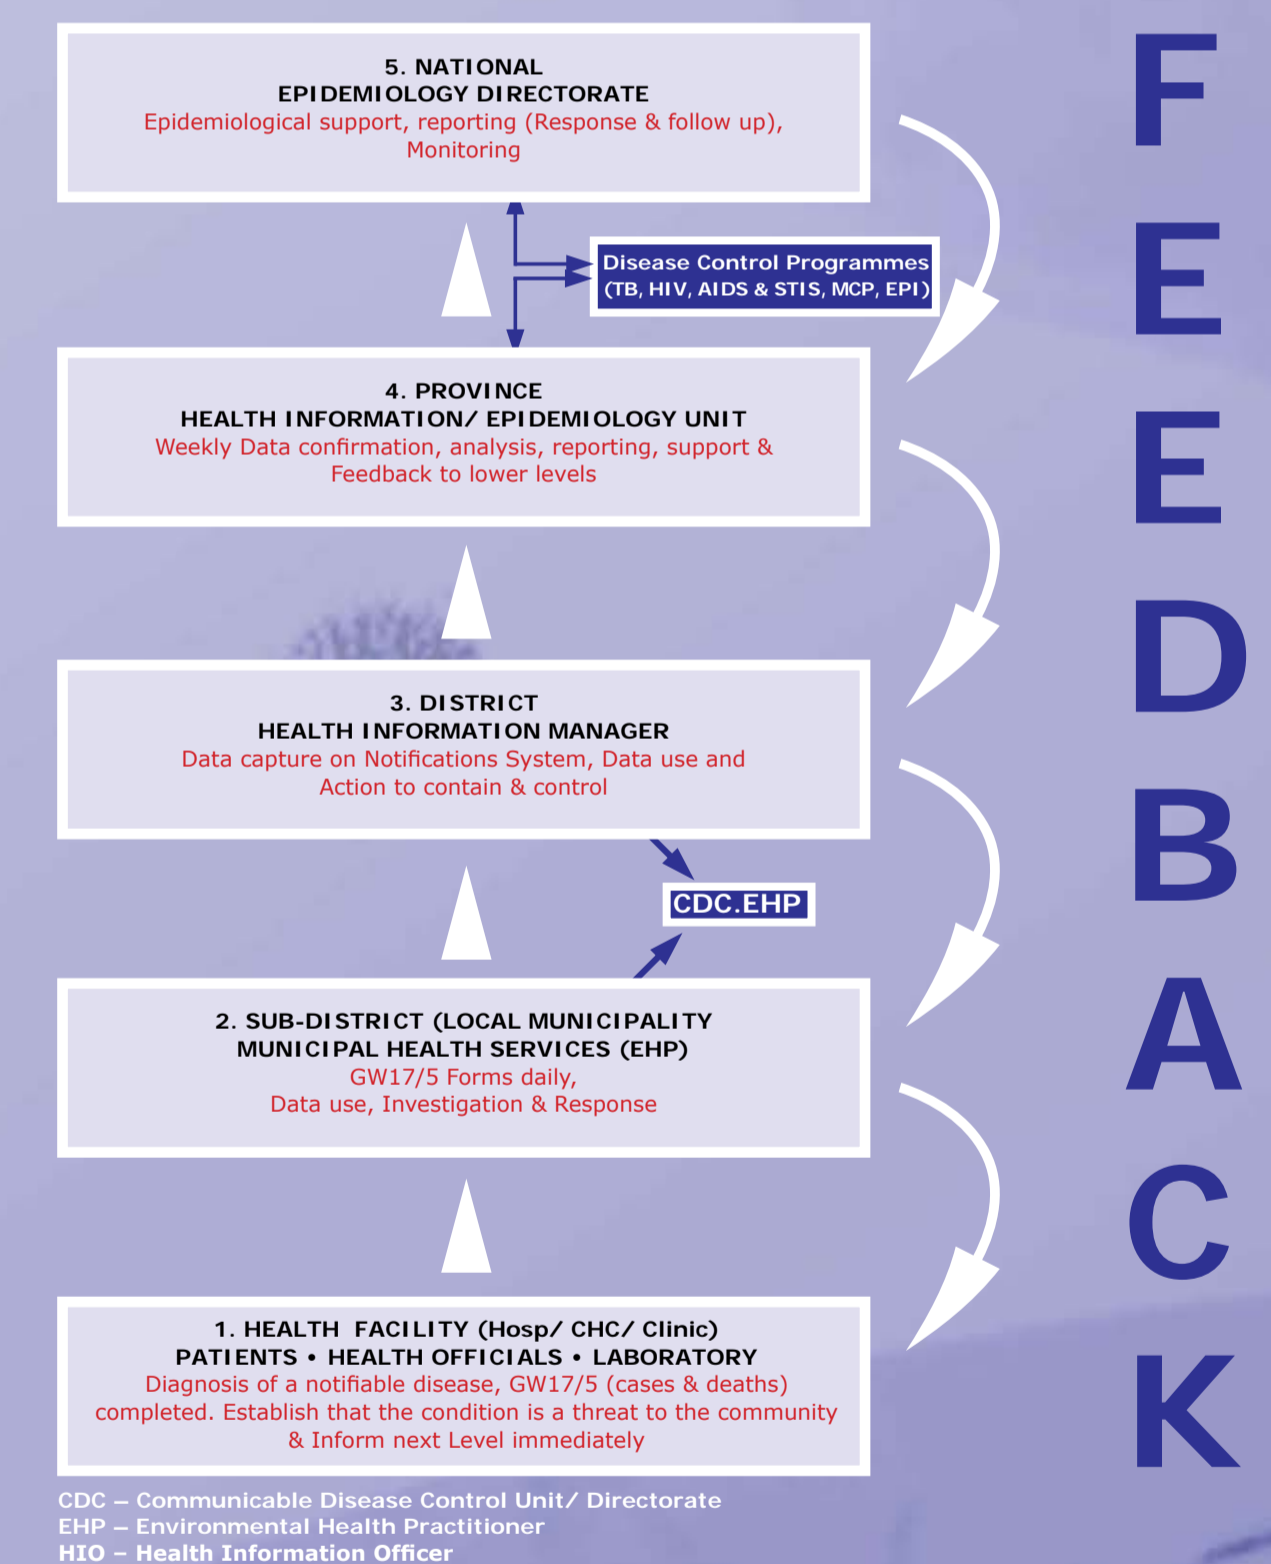 5. NATIONAL
EPIDEMIOLOGY DIRECTORATE
Epidemiological support, reporting (Response & follow up),
Monitoring
Disease Control Programmes
(TB, HIV, AIDS & STIS, MCP, EPI)
4. PROVINCE
HEALTH INFORMATION/ EPIDEMIOLOGY UNIT
Weekly Data confirmation, analysis, reporting, support &
Feedback to lower levels
3. DISTRICT
HEALTH INFORMATION MANAGER
Data capture on Notifications System, Data use and
Action to contain & control
CDC.EHP
2. SUB-DISTRICT (LOCAL MUNICIPALITY
MUNICIPAL HEALTH SERVICES (EHP)
GW17/5 Forms daily,
Data use, Investigation & Response
1. HEALTH FACILITY (Hosp/ CHC/ Clinic)
PATIENTS • HEALTH OFFICIALS • LABORATORY
Diagnosis of a notifiable disease, GW17/5 (cases & deaths)
completed. Establish that the condition is a threat to the community
& Inform next Level immediately
CDC – Communicable Disease Control Unit/ Directorate
EHP – Environmental Health Practitioner
HIO – Health Information Officer
FEEDBACK